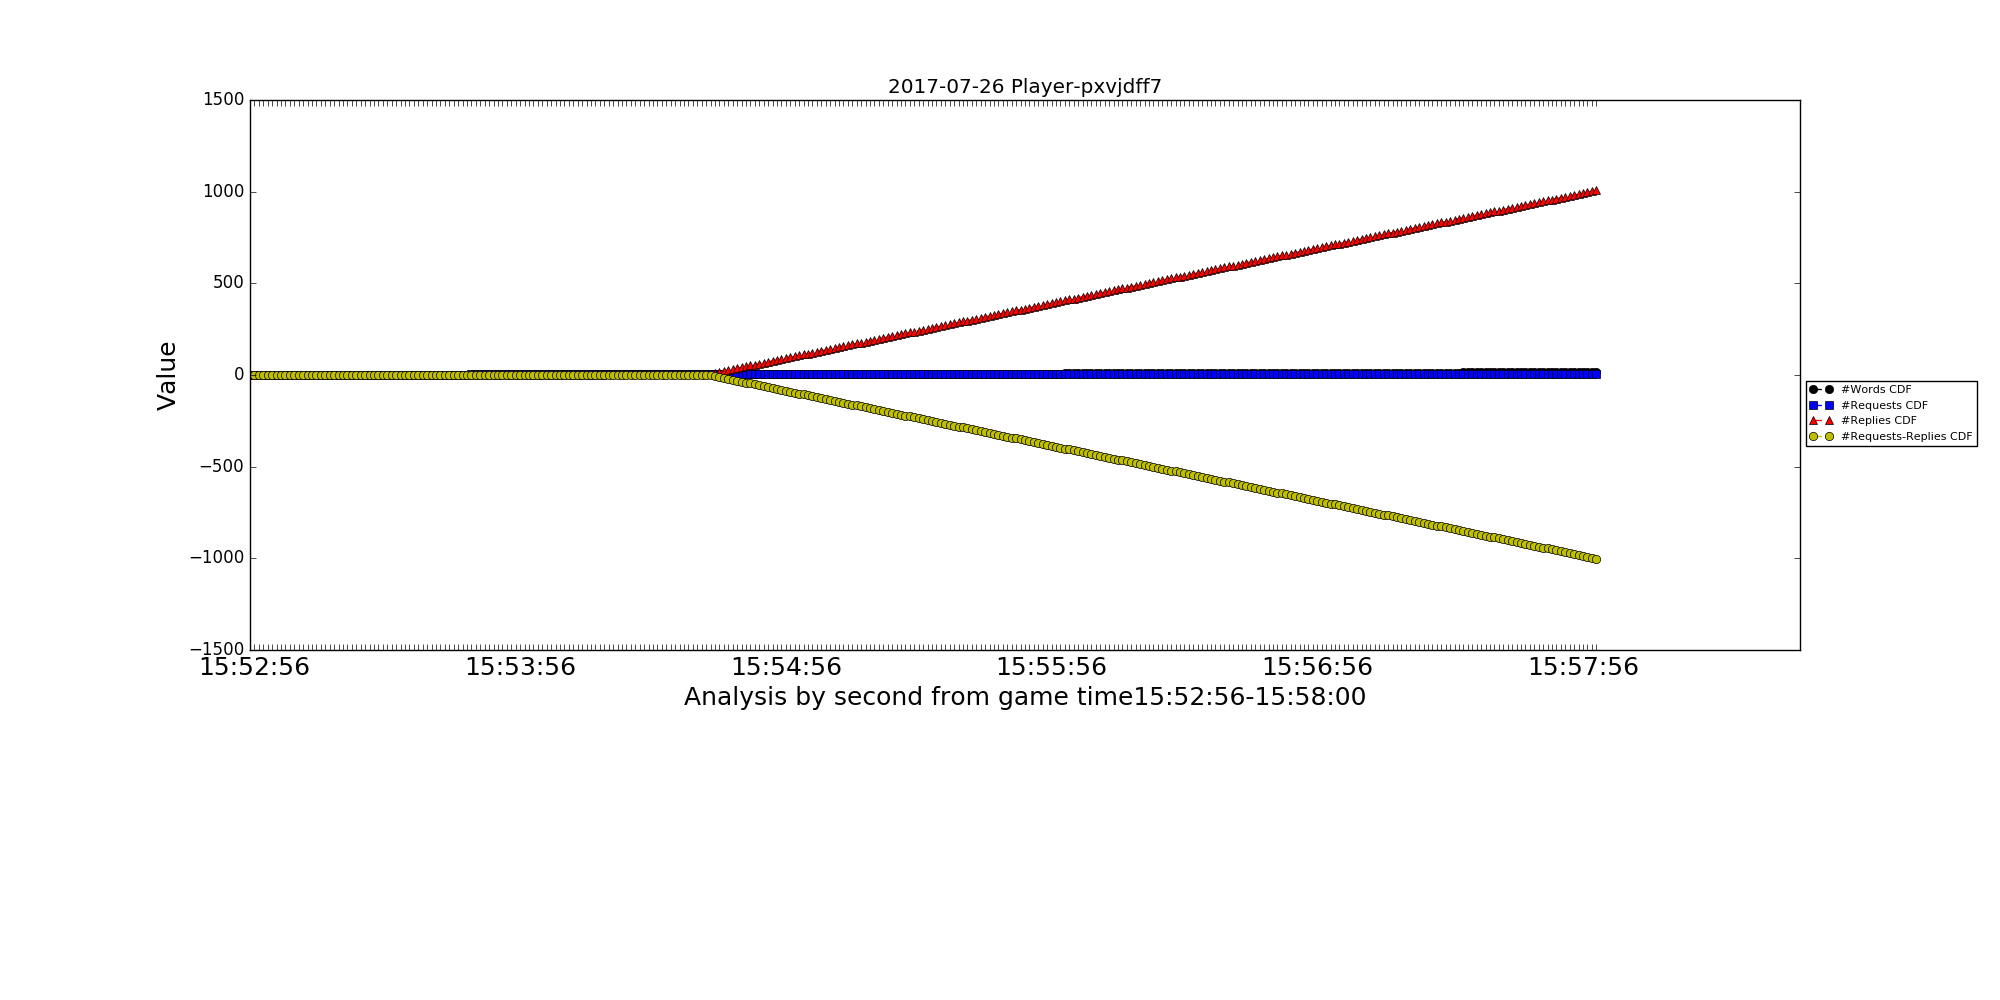 2017-07-26 Player-pxvjdff7
1500
1000
500
0
−500
−1000
−1500
Value
15:52:56 15:53:56 15:54:56 15:55:56 15:56:56 15:57:56
Analysis by second from game time15:52:56-15:58:00
#Words CDF
#Requests CDF
#Replies CDF
#Requests-Replies CDF